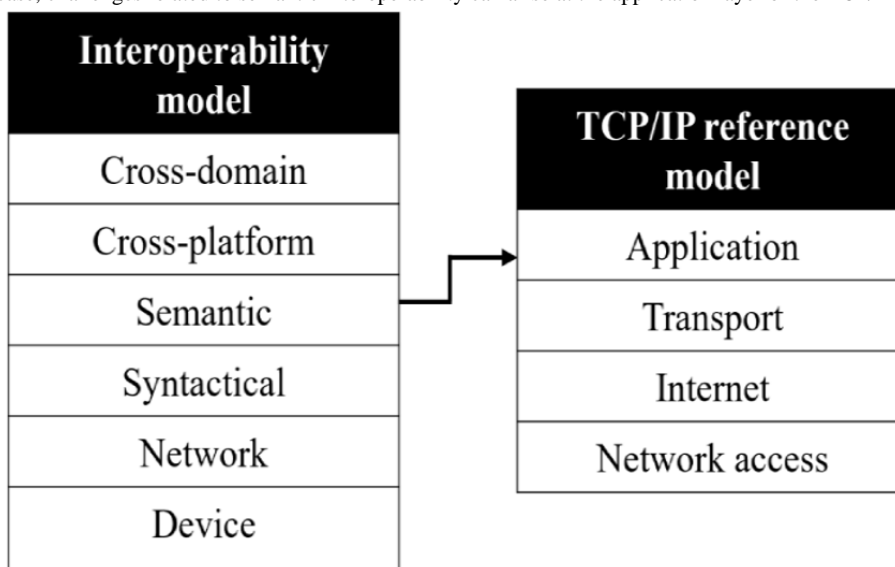 Interoperability
model
Cross-domain
Cross-platform
Semantic
Syntactical
Network
Device
TCP/IP reference
model
Application
Transport
Internet
Network access